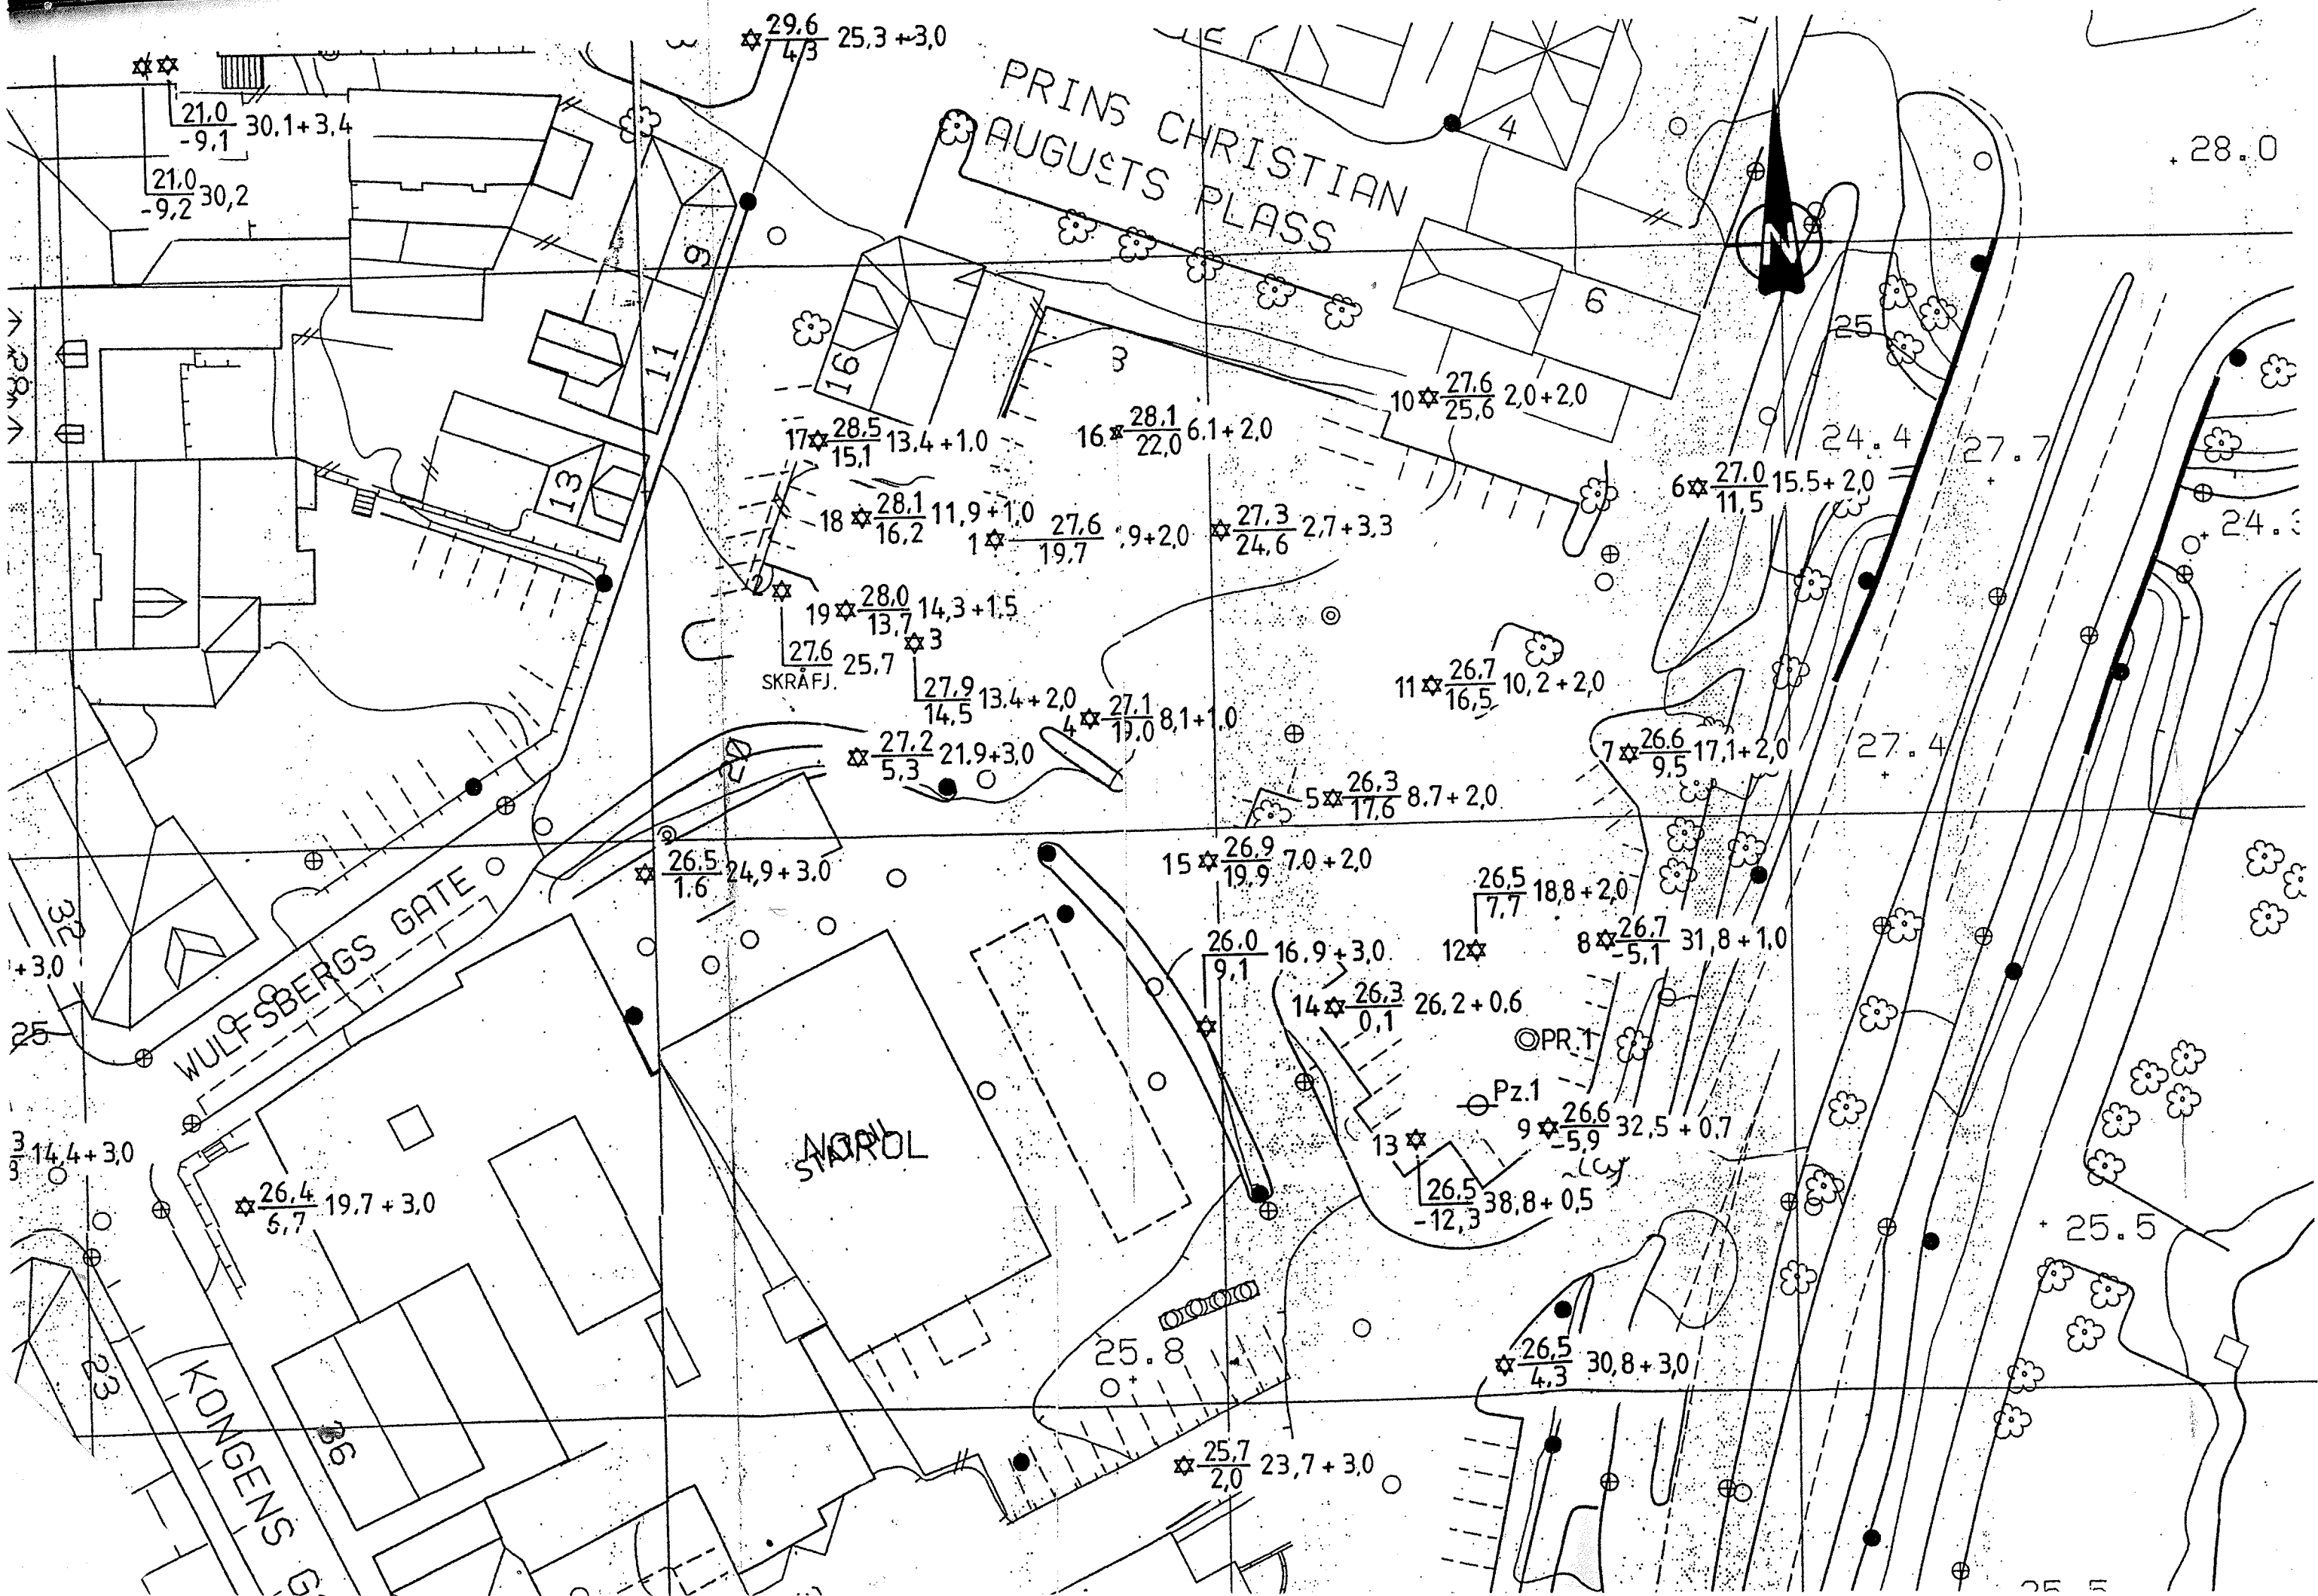 29,6
4,3 25,3 + 3,0
21,0
-9,1 30,1 + 3,4
21,0
-9,2 30,2
PRINS CHRISTIAN
AUGUSTS PLASS
4
28.0
9
6
25
11
16
28
13
10 27,6
25,6 2,0 + 2,0
17 28,5
15,1 13,4 + 1,0
16 28,1
22,0 6,1 + 2,0
24.4
27.7
6 27,0
11,5 15,5 + 2,0
18 28,1
16,2 11,9 + 1,0
1 27,6
19,7 ,9 + 2,0
27,3
24,6 2,7 + 3,3
2
19 28,0
13,7 14,3 + 1,5
27,6
SKRÅFJ. 25,7
3
27,9
14,5 13,4 + 2,0
11 26,7
16,5 10,2 + 2,0
4 27,1
19,0 8,1 + 1,0
27,2
5,3 21,9 + 3,0
7 26,6
9,5 17,1 + 2,0
27.4
5 26,3
17,6 8,7 + 2,0
26,5
1,6 24,9 + 3,0
15 26,9
19,9 7,0 + 2,0
26,5
7,7 18,8 + 2,0
12
8 26,7
-5,1 31,8 + 1,0
32
+ 3,0
25
WULFSBERGS GATE
26,0
9,1 16,9 + 3,0
14 26,3
0,1 26,2 + 0,6
PR.1
Pz.1
9 26,6
-5,9 32,5 + 0,7
13
26,5
-12,3 38,8 + 0,5
NOROL
STATOIL
14,4 + 3,0
26,4
6,7 19,7 + 3,0
25.5
25.8
26,5
4,3 30,8 + 3,0
23
36
KONGENS G
25,7
2,0 23,7 + 3,0